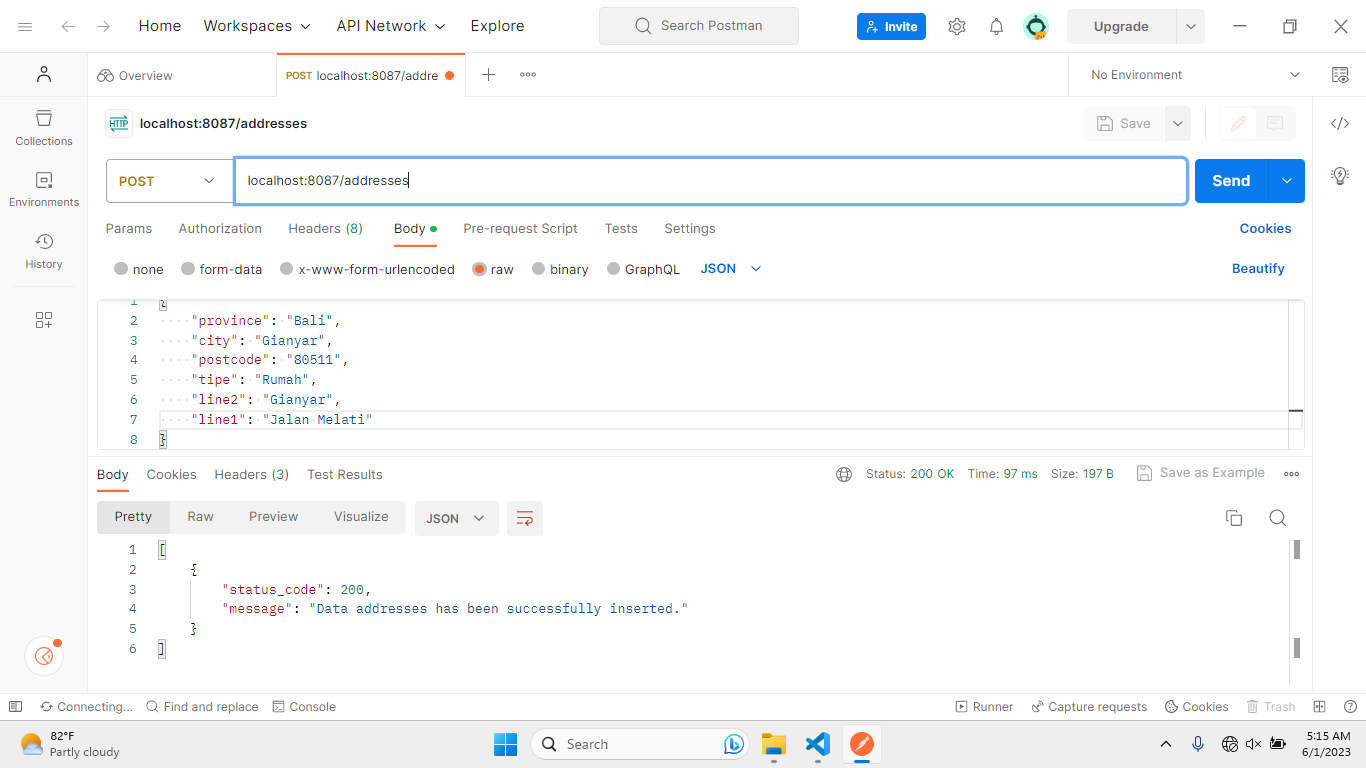 Home Workspaces API Network Explore Search Postman Invite Upgrade
Overview POST localhost:8087/addre No Environment
HTTP localhost:8087/addresses Save
Collections
POST localhost:8087/addresses Send
Environments
Params Authorization Headers (8) Body Pre-request Script Tests Settings Cookies
History
none form-data x-www-form-urlencoded raw binary GraphQL JSON Beautify
1 {
2 "province": "Bali",
3 "city": "Gianyar",
4 "postcode": "80511",
5 "tipe": "Rumah",
6 "line2": "Gianyar",
7 "line1": "Jalan Melati"
8 }
Body Cookies Headers (3) Test Results Status: 200 OK Time: 97 ms Size: 197 B Save as Example
Pretty Raw Preview Visualize JSON
1 [
2 {
3 "status_code": 200,
4 "message": "Data addresses has been successfully inserted."
5 }
6 ]
Connecting... Find and replace Console Runner Capture requests Cookies Trash
82°F
Partly cloudy
Search
5:15 AM
6/1/2023